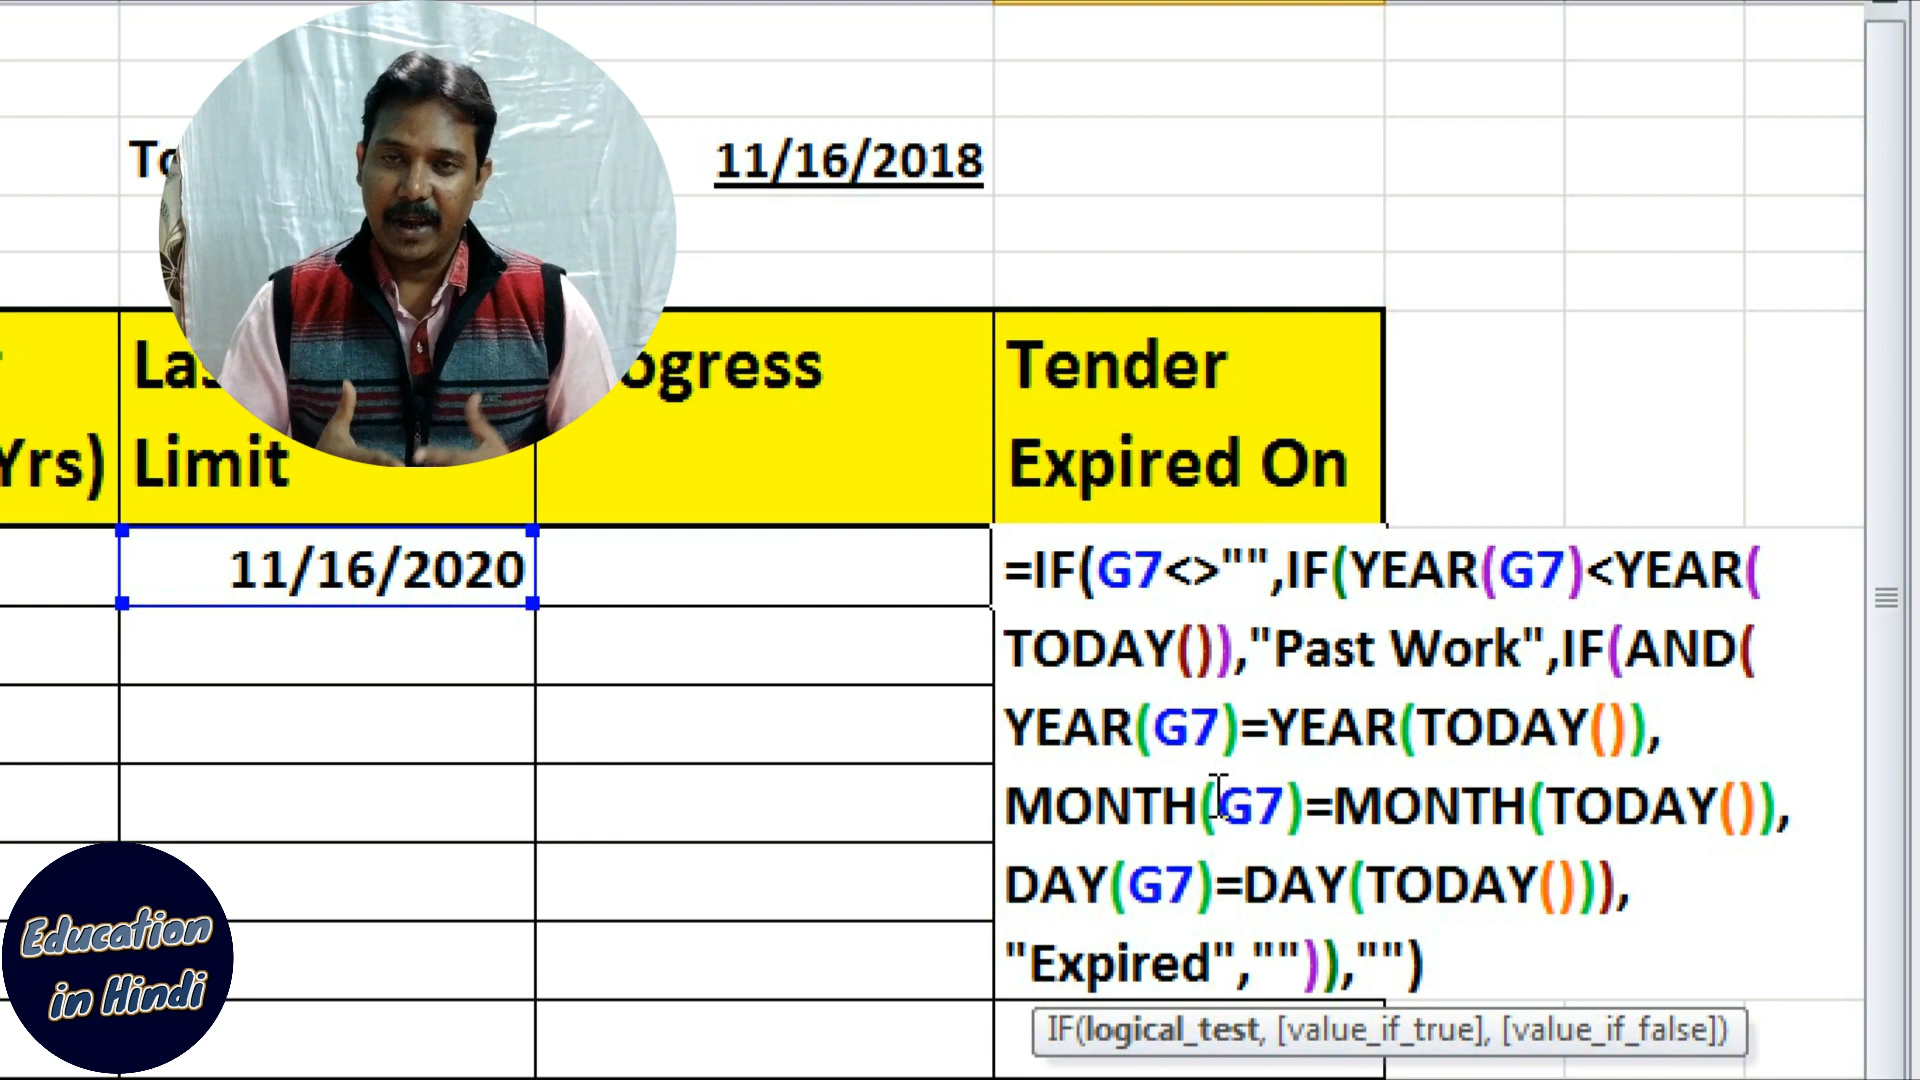 11/16/2018
Tender
Limit
Expired On
Yrs)
11/16/2020
=IF(G7<>"",IF(YEAR(G7)<YEAR(
TODAY()),"Past Work",IF(AND(
YEAR(G7)=YEAR(TODAY()),
MONTH(G7)=MONTH(TODAY()),
DAY(G7)=DAY(TODAY())),
"Expired","")),"")
IF(logical_test, [value_if_true], [value_if_false])
Education
in Hindi